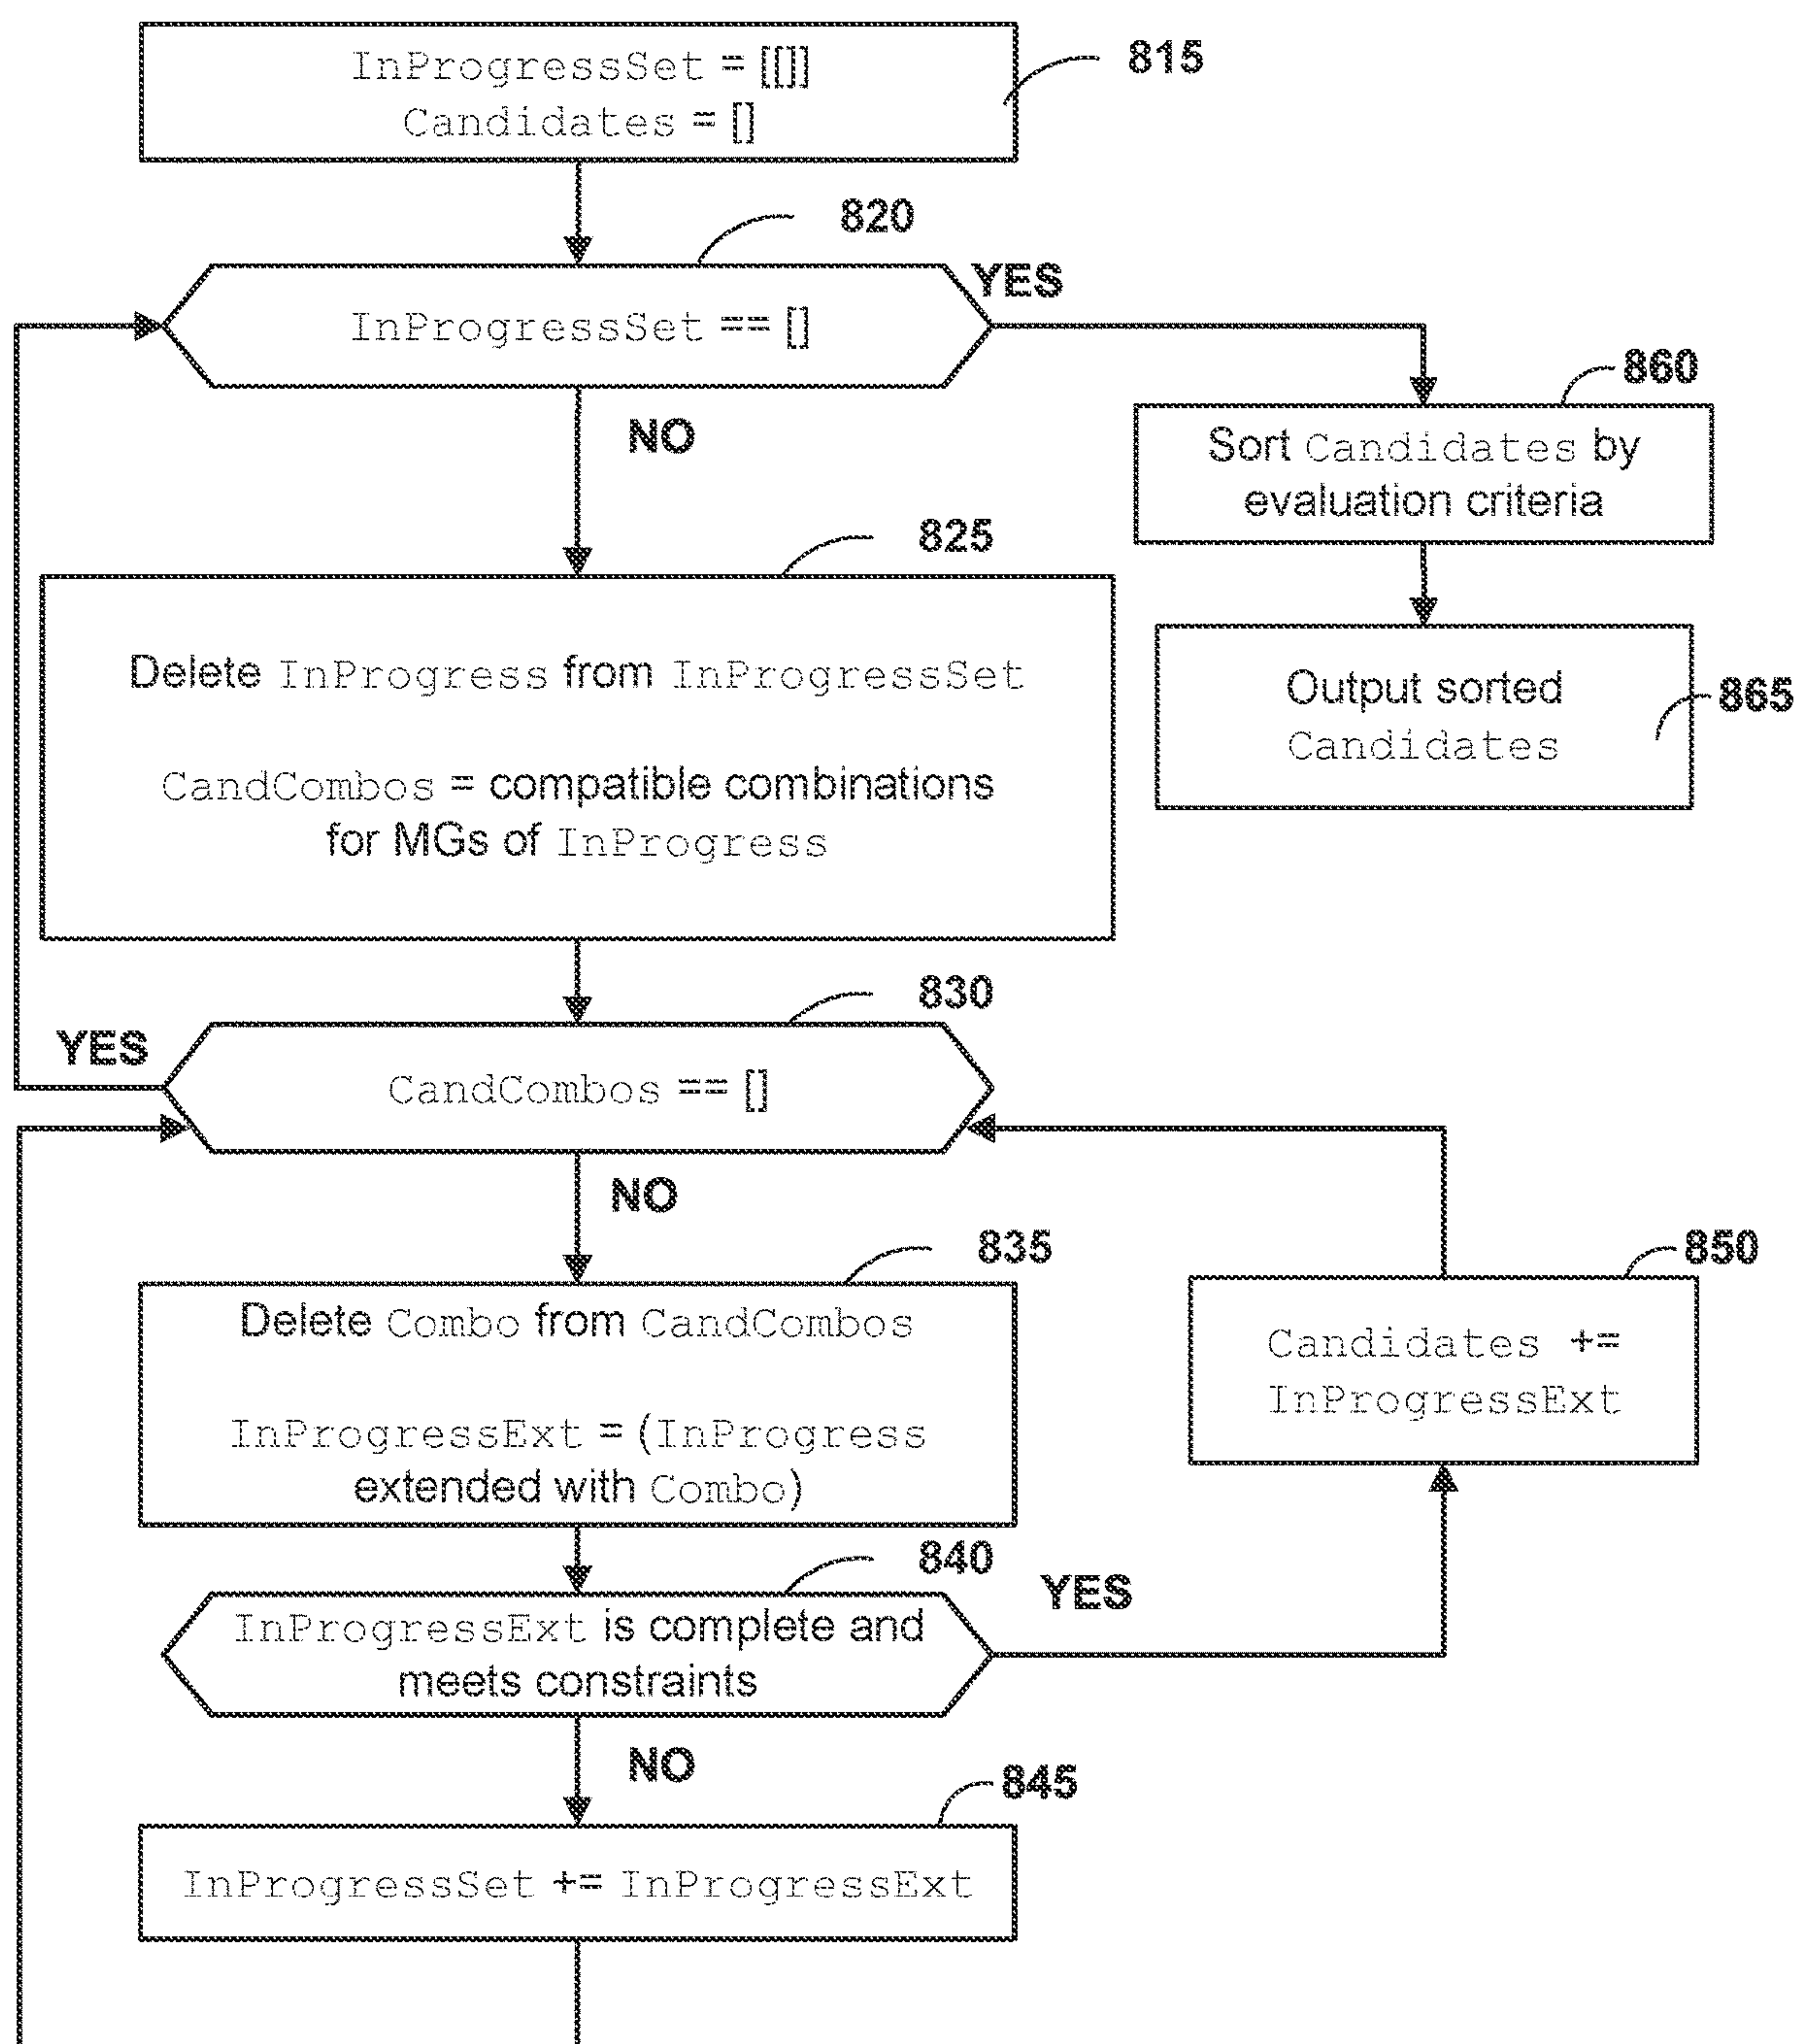 InProgressSet = [[]]
Candidates = []
815
820
YES
InProgressSet == []
860
NO
Sort Candidates by
evaluation criteria
825
Delete InProgress from InProgressSet
Output sorted
Candidates
865
CandCombos = compatible combinations
for MGs of InProgress
830
YES
CandCombos == []
NO
835
850
Delete Combo from CandCombos
Candidates +=
InProgressExt
InProgressExt = (InProgress
extended with Combo)
840
YES
InProgressExt is complete and
meets constraints
NO
845
InProgressSet += InProgressExt